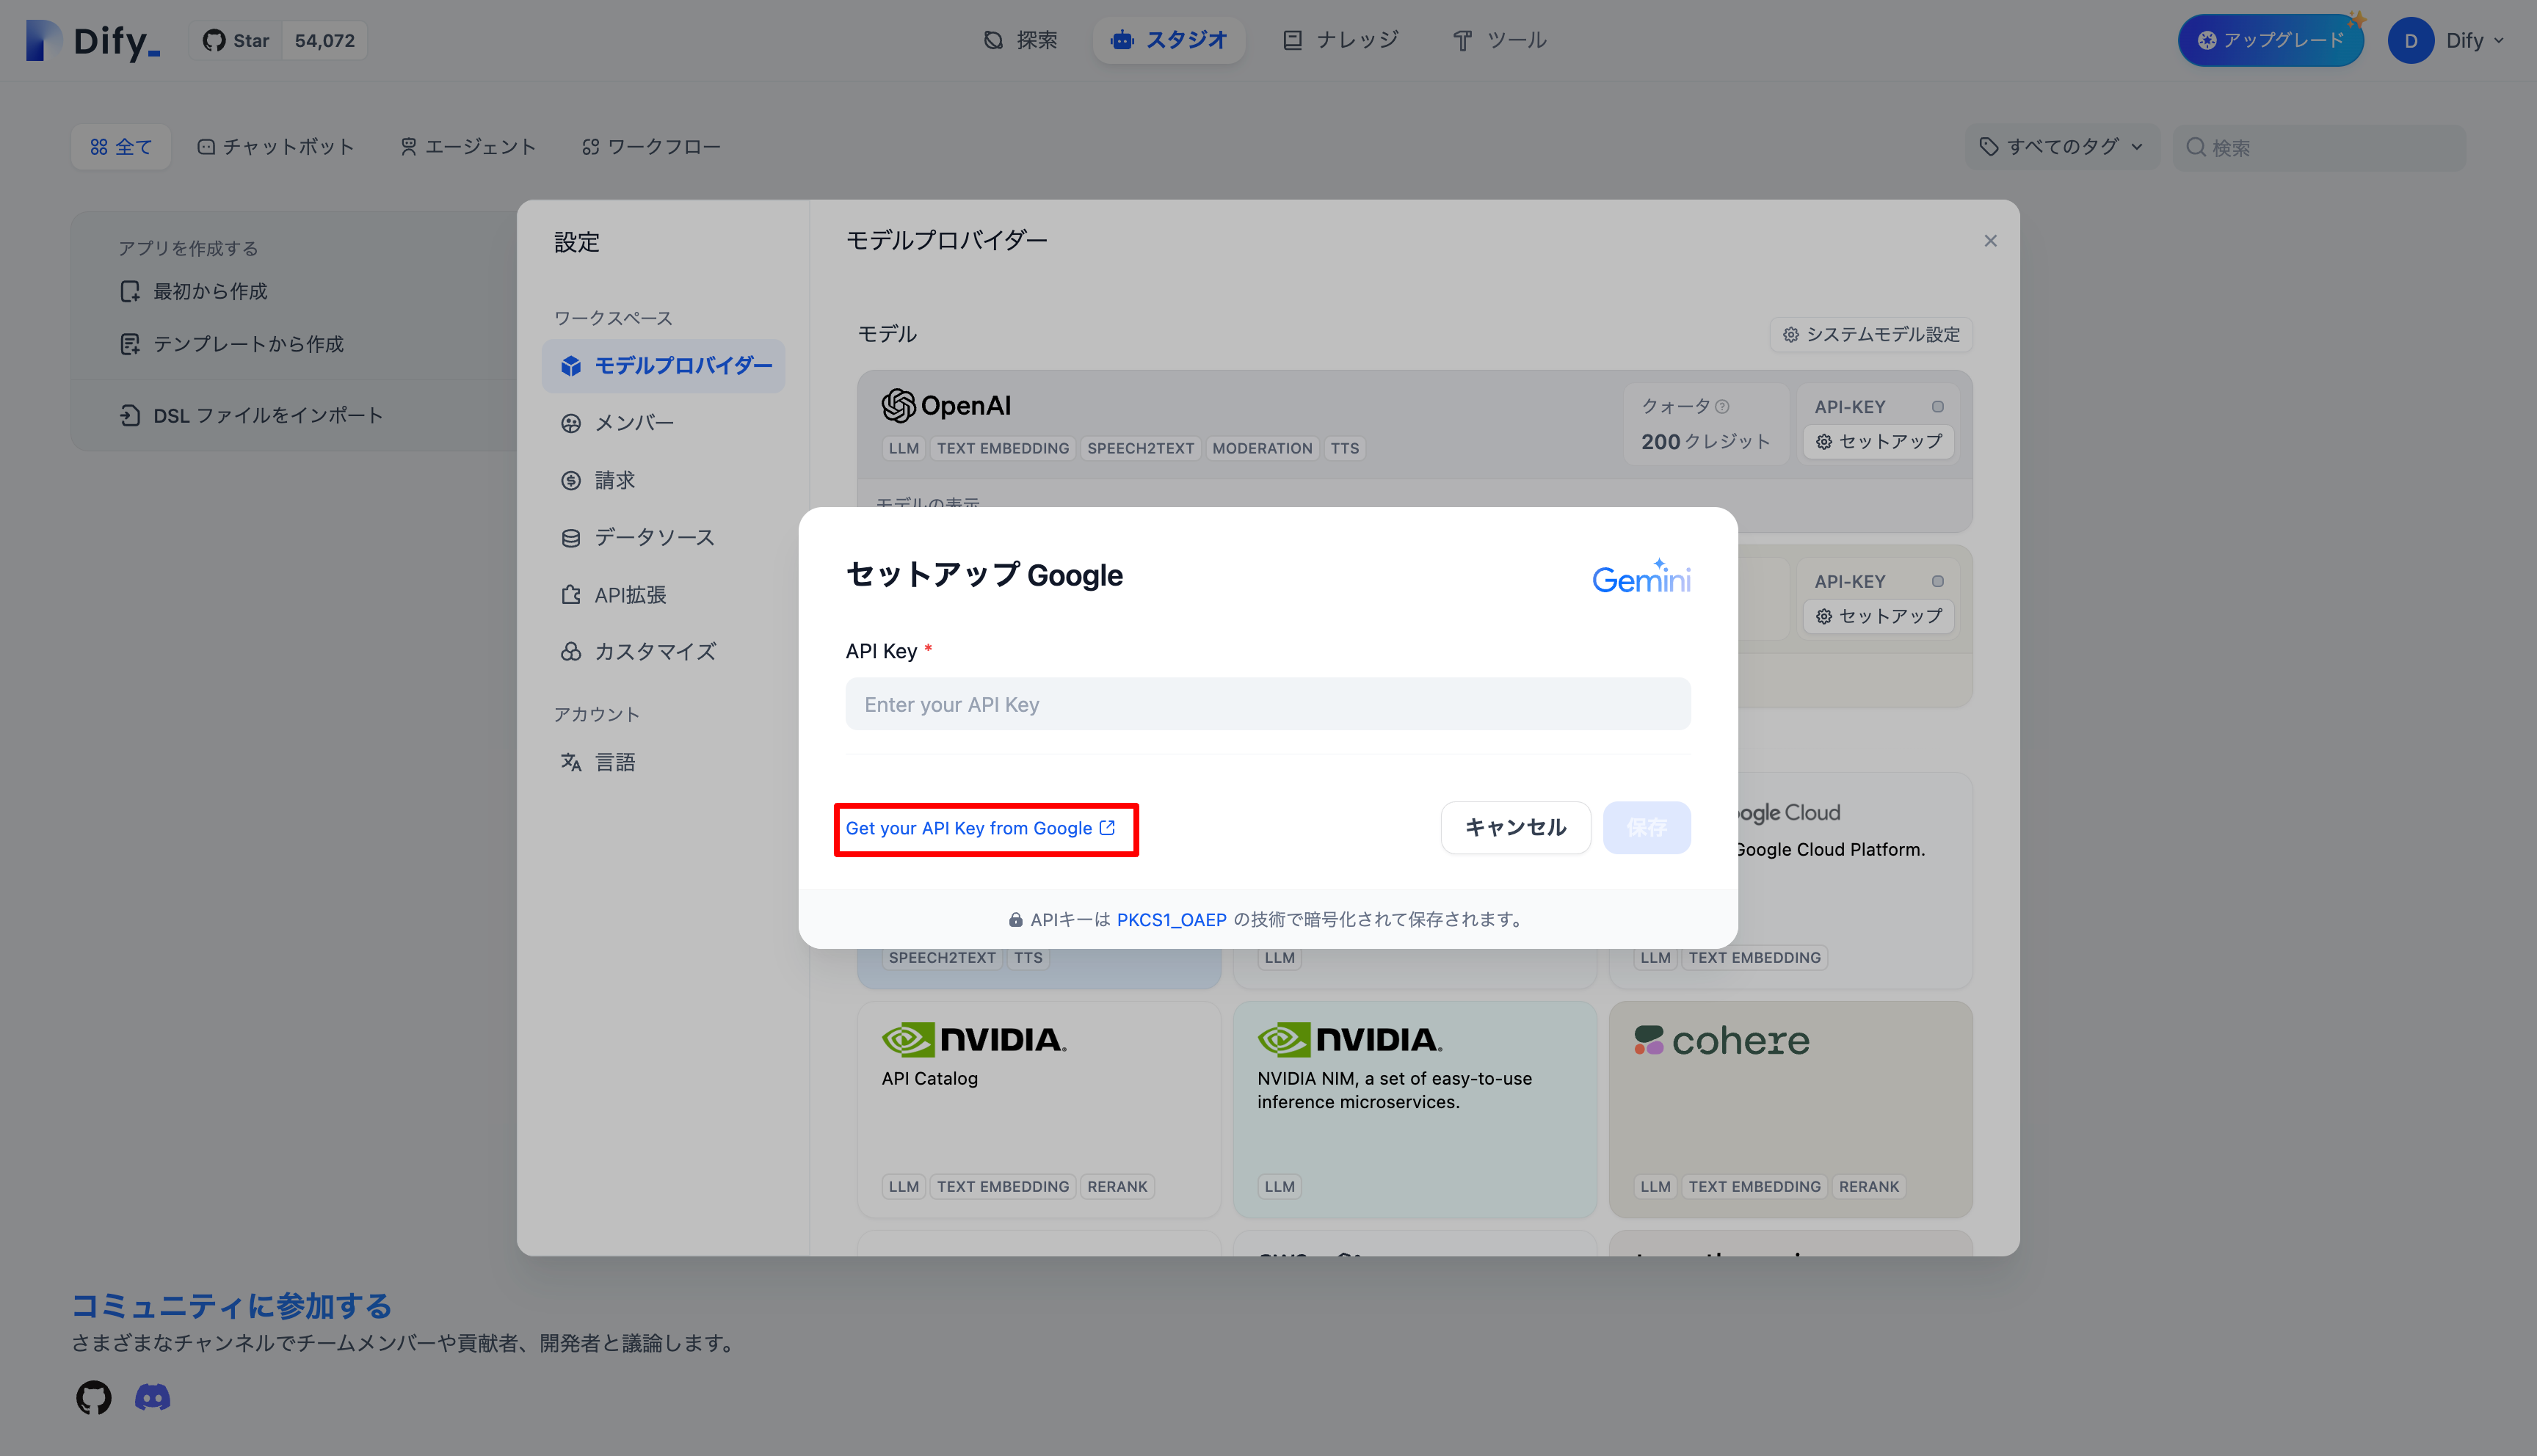 Dify_
Star 54,072
探索
スタジオ
ナレッジ
ツール
アップグレード
D Dify
全て
チャットボット
エージェント
ワークフロー
すべてのタグ
検索
アプリを作成する
最初から作成
テンプレートから作成
DSL ファイルをインポート
設定
ワークスペース
モデルプロバイダー
メンバー
請求
データソース
API拡張
カスタマイズ
アカウント
言語
モデルプロバイダー
モデル
システムモデル設定
OpenAI
LLM TEXT EMBEDDING SPEECH2TEXT MODERATION TTS
クォータ
200 クレジット
API-KEY
セットアップ
モデルの表示
API-KEY
セットアップ
セットアップ Google
Gemini
API Key *
Enter your API Key
Get your API Key from Google
キャンセル
保存
APIキーは PKCS1_OAEP の技術で暗号化されて保存されます。
ogle Cloud
Google Cloud Platform.
SPEECH2TEXT TTS
LLM
LLM TEXT EMBEDDING
NVIDIA.
API Catalog
LLM TEXT EMBEDDING RERANK
NVIDIA.
NVIDIA NIM, a set of easy-to-use
inference microservices.
LLM
cohere
LLM TEXT EMBEDDING RERANK
コミュニティに参加する
さまざまなチャンネルでチームメンバーや貢献者、開発者と議論します。